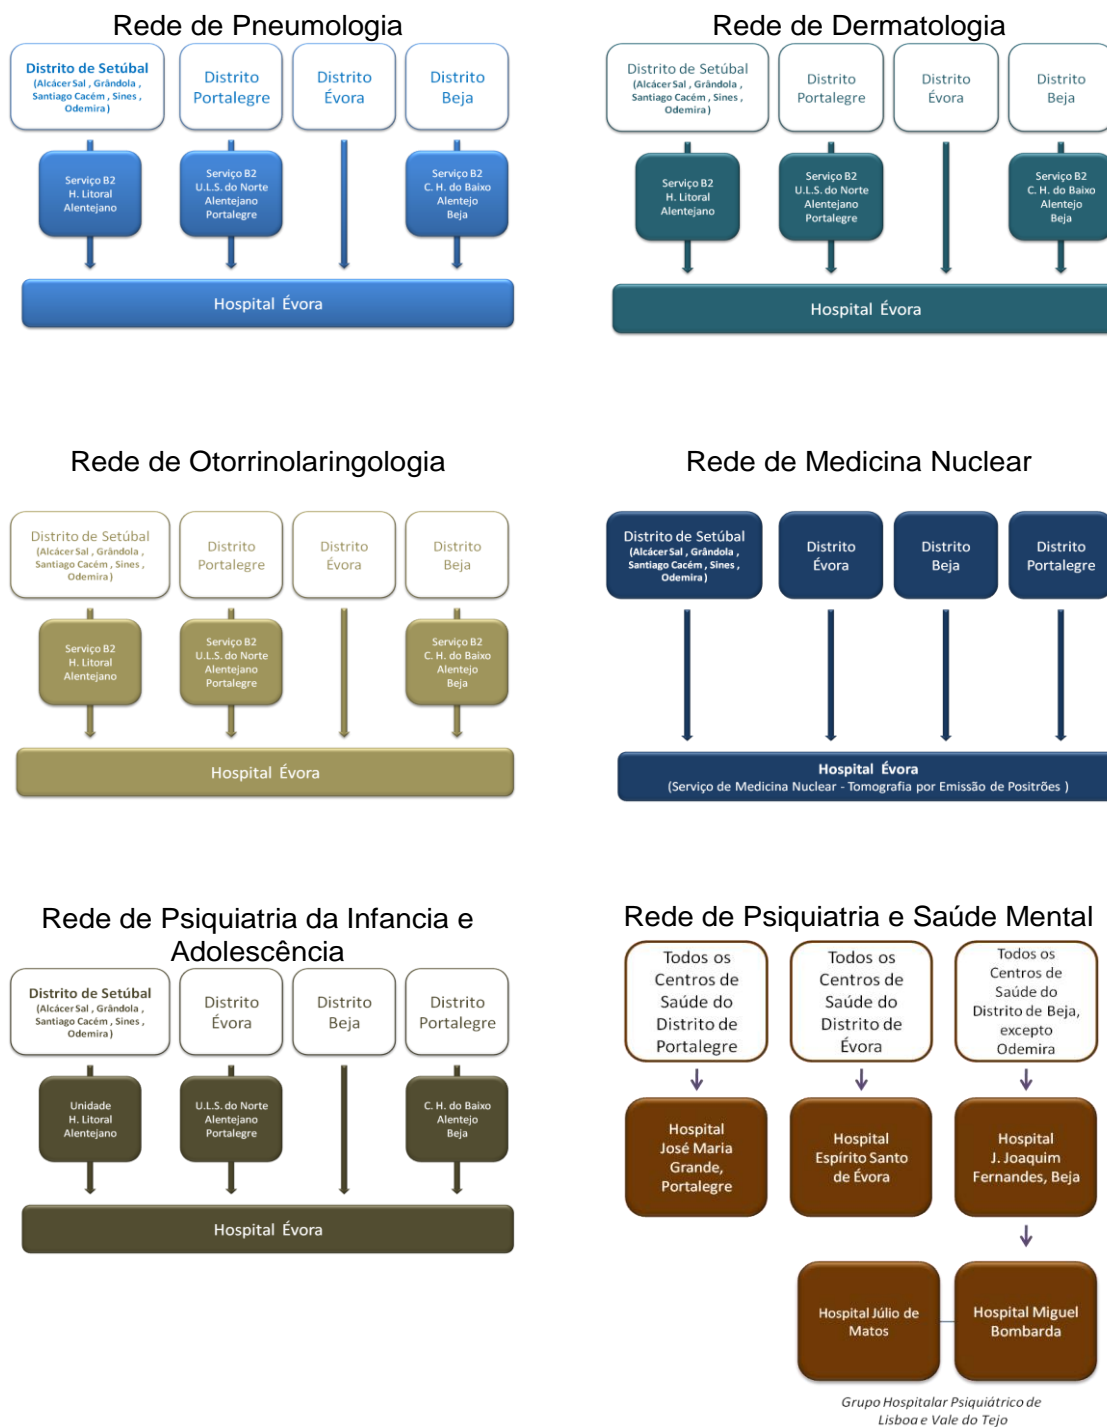 Rede de Pneumologia
Distrito de Setúbal
(Alcácer Sal , Grândola ,
Santiago Cacém , Sines ,
Odemira )
Distrito
Portalegre
Distrito
Évora
Distrito
Beja
Serviço B2
H. Litoral
Alentejano
Serviço B2
U.L.S. do Norte
Alentejano
Portalegre
Serviço B2
C. H. do Baixo
Alentejo
Beja
Hospital Évora
Rede de Dermatologia
Distrito de Setúbal
(Alcácer Sal , Grândola ,
Santiago Cacém , Sines ,
Odemira )
Distrito
Portalegre
Distrito
Évora
Distrito
Beja
Serviço B2
H. Litoral
Alentejano
Serviço B2
U.L.S. do Norte
Alentejano
Portalegre
Serviço B2
C. H. do Baixo
Alentejo
Beja
Hospital Évora
Rede de Otorrinolaringologia
Distrito de Setúbal
(Alcácer Sal , Grândola ,
Santiago Cacém , Sines ,
Odemira )
Distrito
Portalegre
Distrito
Évora
Distrito
Beja
Serviço B2
H. Litoral
Alentejano
Serviço B2
U.L.S. do Norte
Alentejano
Portalegre
Serviço B2
C. H. do Baixo
Alentejo
Beja
Hospital Évora
Rede de Medicina Nuclear
Distrito de Setúbal
(Alcácer Sal , Grândola ,
Santiago Cacém , Sines ,
Odemira )
Distrito
Évora
Distrito
Beja
Distrito
Portalegre
Hospital Évora
(Serviço de Medicina Nuclear - Tomografia por Emissão de Positrões )
Rede de Psiquiatria da Infancia e
Adolescência
Distrito de Setúbal
(Alcácer Sal , Grândola ,
Santiago Cacém , Sines ,
Odemira )
Distrito
Évora
Distrito
Beja
Distrito
Portalegre
Unidade
H. Litoral
Alentejano
U.L.S. do Norte
Alentejano
Portalegre
C. H. do Baixo
Alentejo
Beja
Hospital Évora
Rede de Psiquiatria e Saúde Mental
Todos os
Centros de
Saúde do
Distrito de
Portalegre
Todos os
Centros de
Saúde do
Distrito de
Évora
Todos os
Centros de
Saúde do
Distrito de Beja,
excepto
Odemira
Hospital
José Maria
Grande,
Portalegre
Hospital
Espírito Santo
de Évora
Hospital
J. Joaquim
Fernandes, Beja
Hospital Júlio de
Matos
Hospital Miguel
Bombarda
Grupo Hospitalar Psiquiátrico de
Lisboa e Vale do Tejo